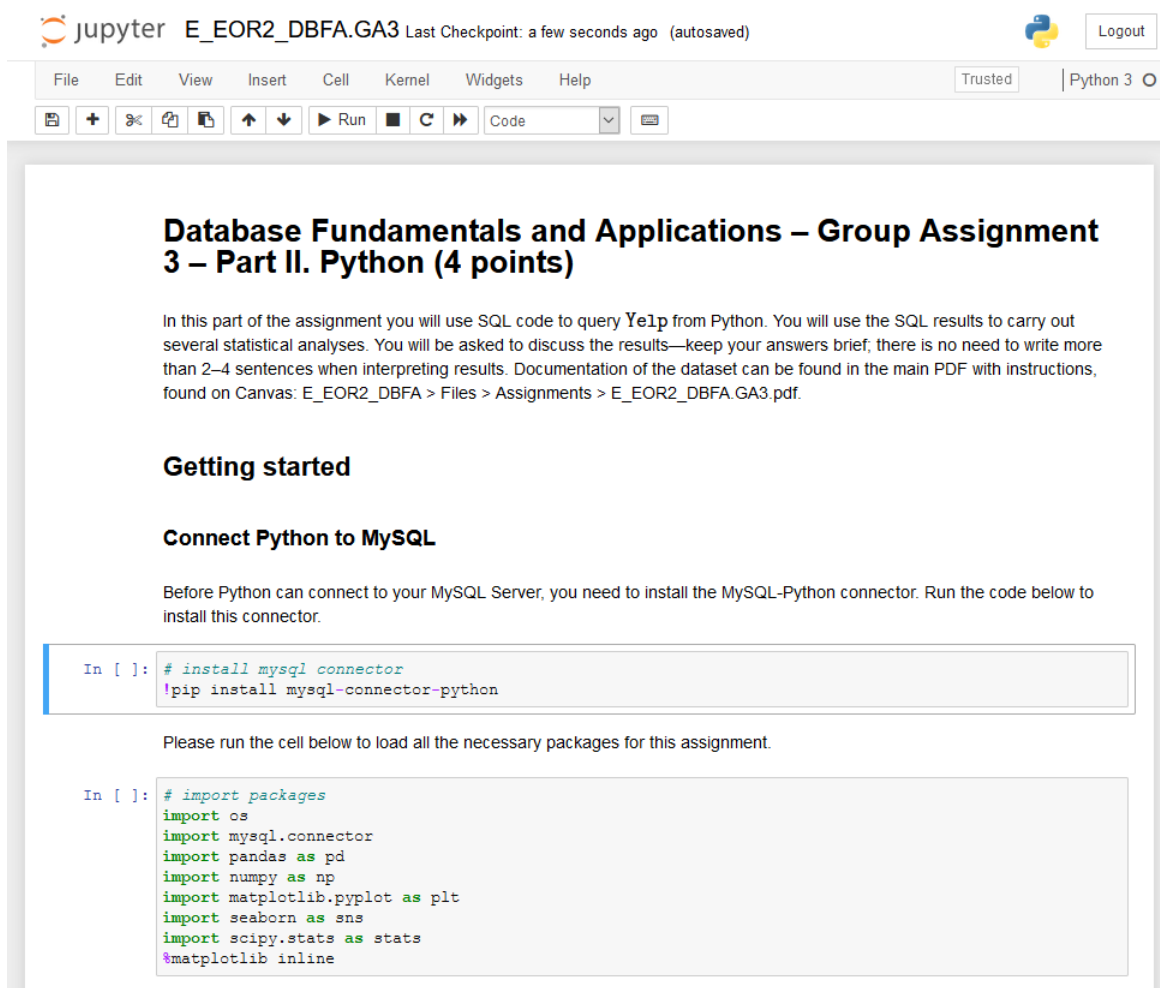 jupyter E_EOR2_DBFA.GA3 Last Checkpoint: a few seconds ago (autosaved) Logout
File Edit View Insert Cell Kernel Widgets Help Trusted Python 3
Run Code
Database Fundamentals and Applications – Group Assignment
3 – Part II. Python (4 points)
In this part of the assignment you will use SQL code to query Yelp from Python. You will use the SQL results to carry out
several statistical analyses. You will be asked to discuss the results—keep your answers brief; there is no need to write more
than 2–4 sentences when interpreting results. Documentation of the dataset can be found in the main PDF with instructions,
found on Canvas: E_EOR2_DBFA > Files > Assignments > E_EOR2_DBFA.GA3.pdf.
Getting started
Connect Python to MySQL
Before Python can connect to your MySQL Server, you need to install the MySQL-Python connector. Run the code below to
install this connector.
In [ ]: # install mysql connector
!pip install mysql-connector-python
Please run the cell below to load all the necessary packages for this assignment.
In [ ]: # import packages
import os
import mysql.connector
import pandas as pd
import numpy as np
import matplotlib.pyplot as plt
import seaborn as sns
import scipy.stats as stats
%matplotlib inline